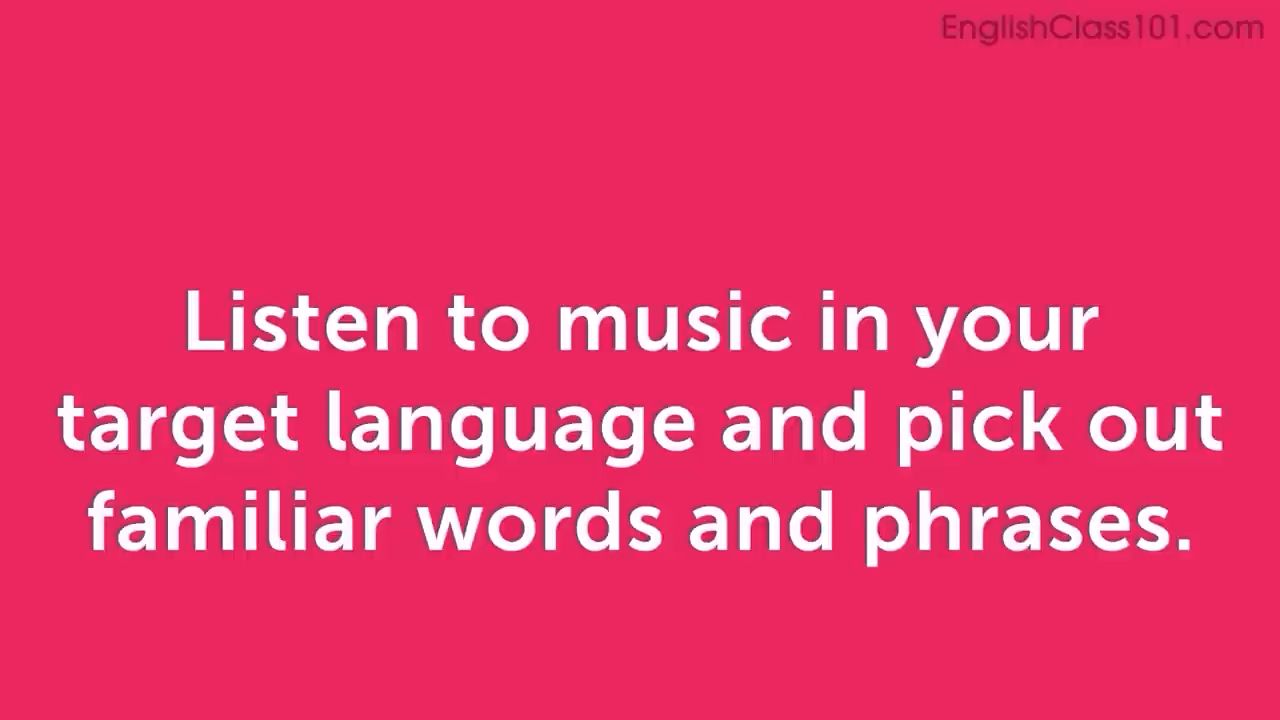 EnglishClass101.com
Listen to music in your
target language and pick out
familiar words and phrases.